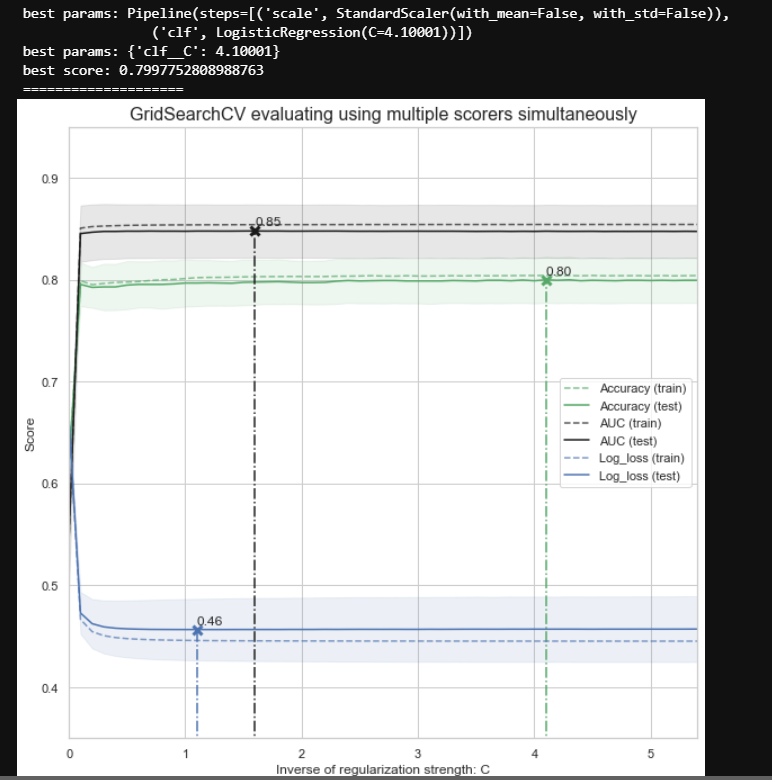 best params: Pipeline(steps=[('scale', StandardScaler(with_mean=False, with_std=False)),
('clf', LogisticRegression(C=4.10001))])
best params: {'clf__C': 4.10001}
best score: 0.7997752808988763
====================
GridSearchCV evaluating using multiple scorers simultaneously
0.9
0.85
0.80
0.8
0.7
Accuracy (train)
Accuracy (test)
AUC (train)
AUC (test)
Log_loss (train)
Log_loss (test)
Score
0.6
0.5
0.46
0.4
0 1 2 3 4 5
Inverse of regularization strength: C